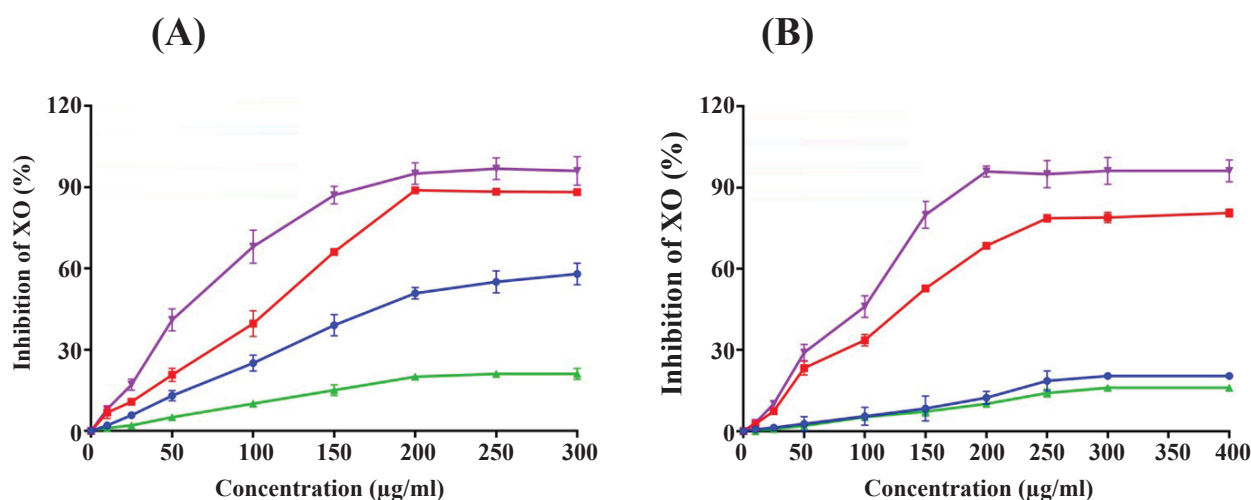 (A)
(B)
Inhibition of XO (%)
120
90
60
30
0
0 50 100 150 200 250 300
Concentration (µg/ml)
Inhibition of XO (%)
120
90
60
30
0
0 50 100 150 200 250 300 350 400
Concentration (µg/ml)